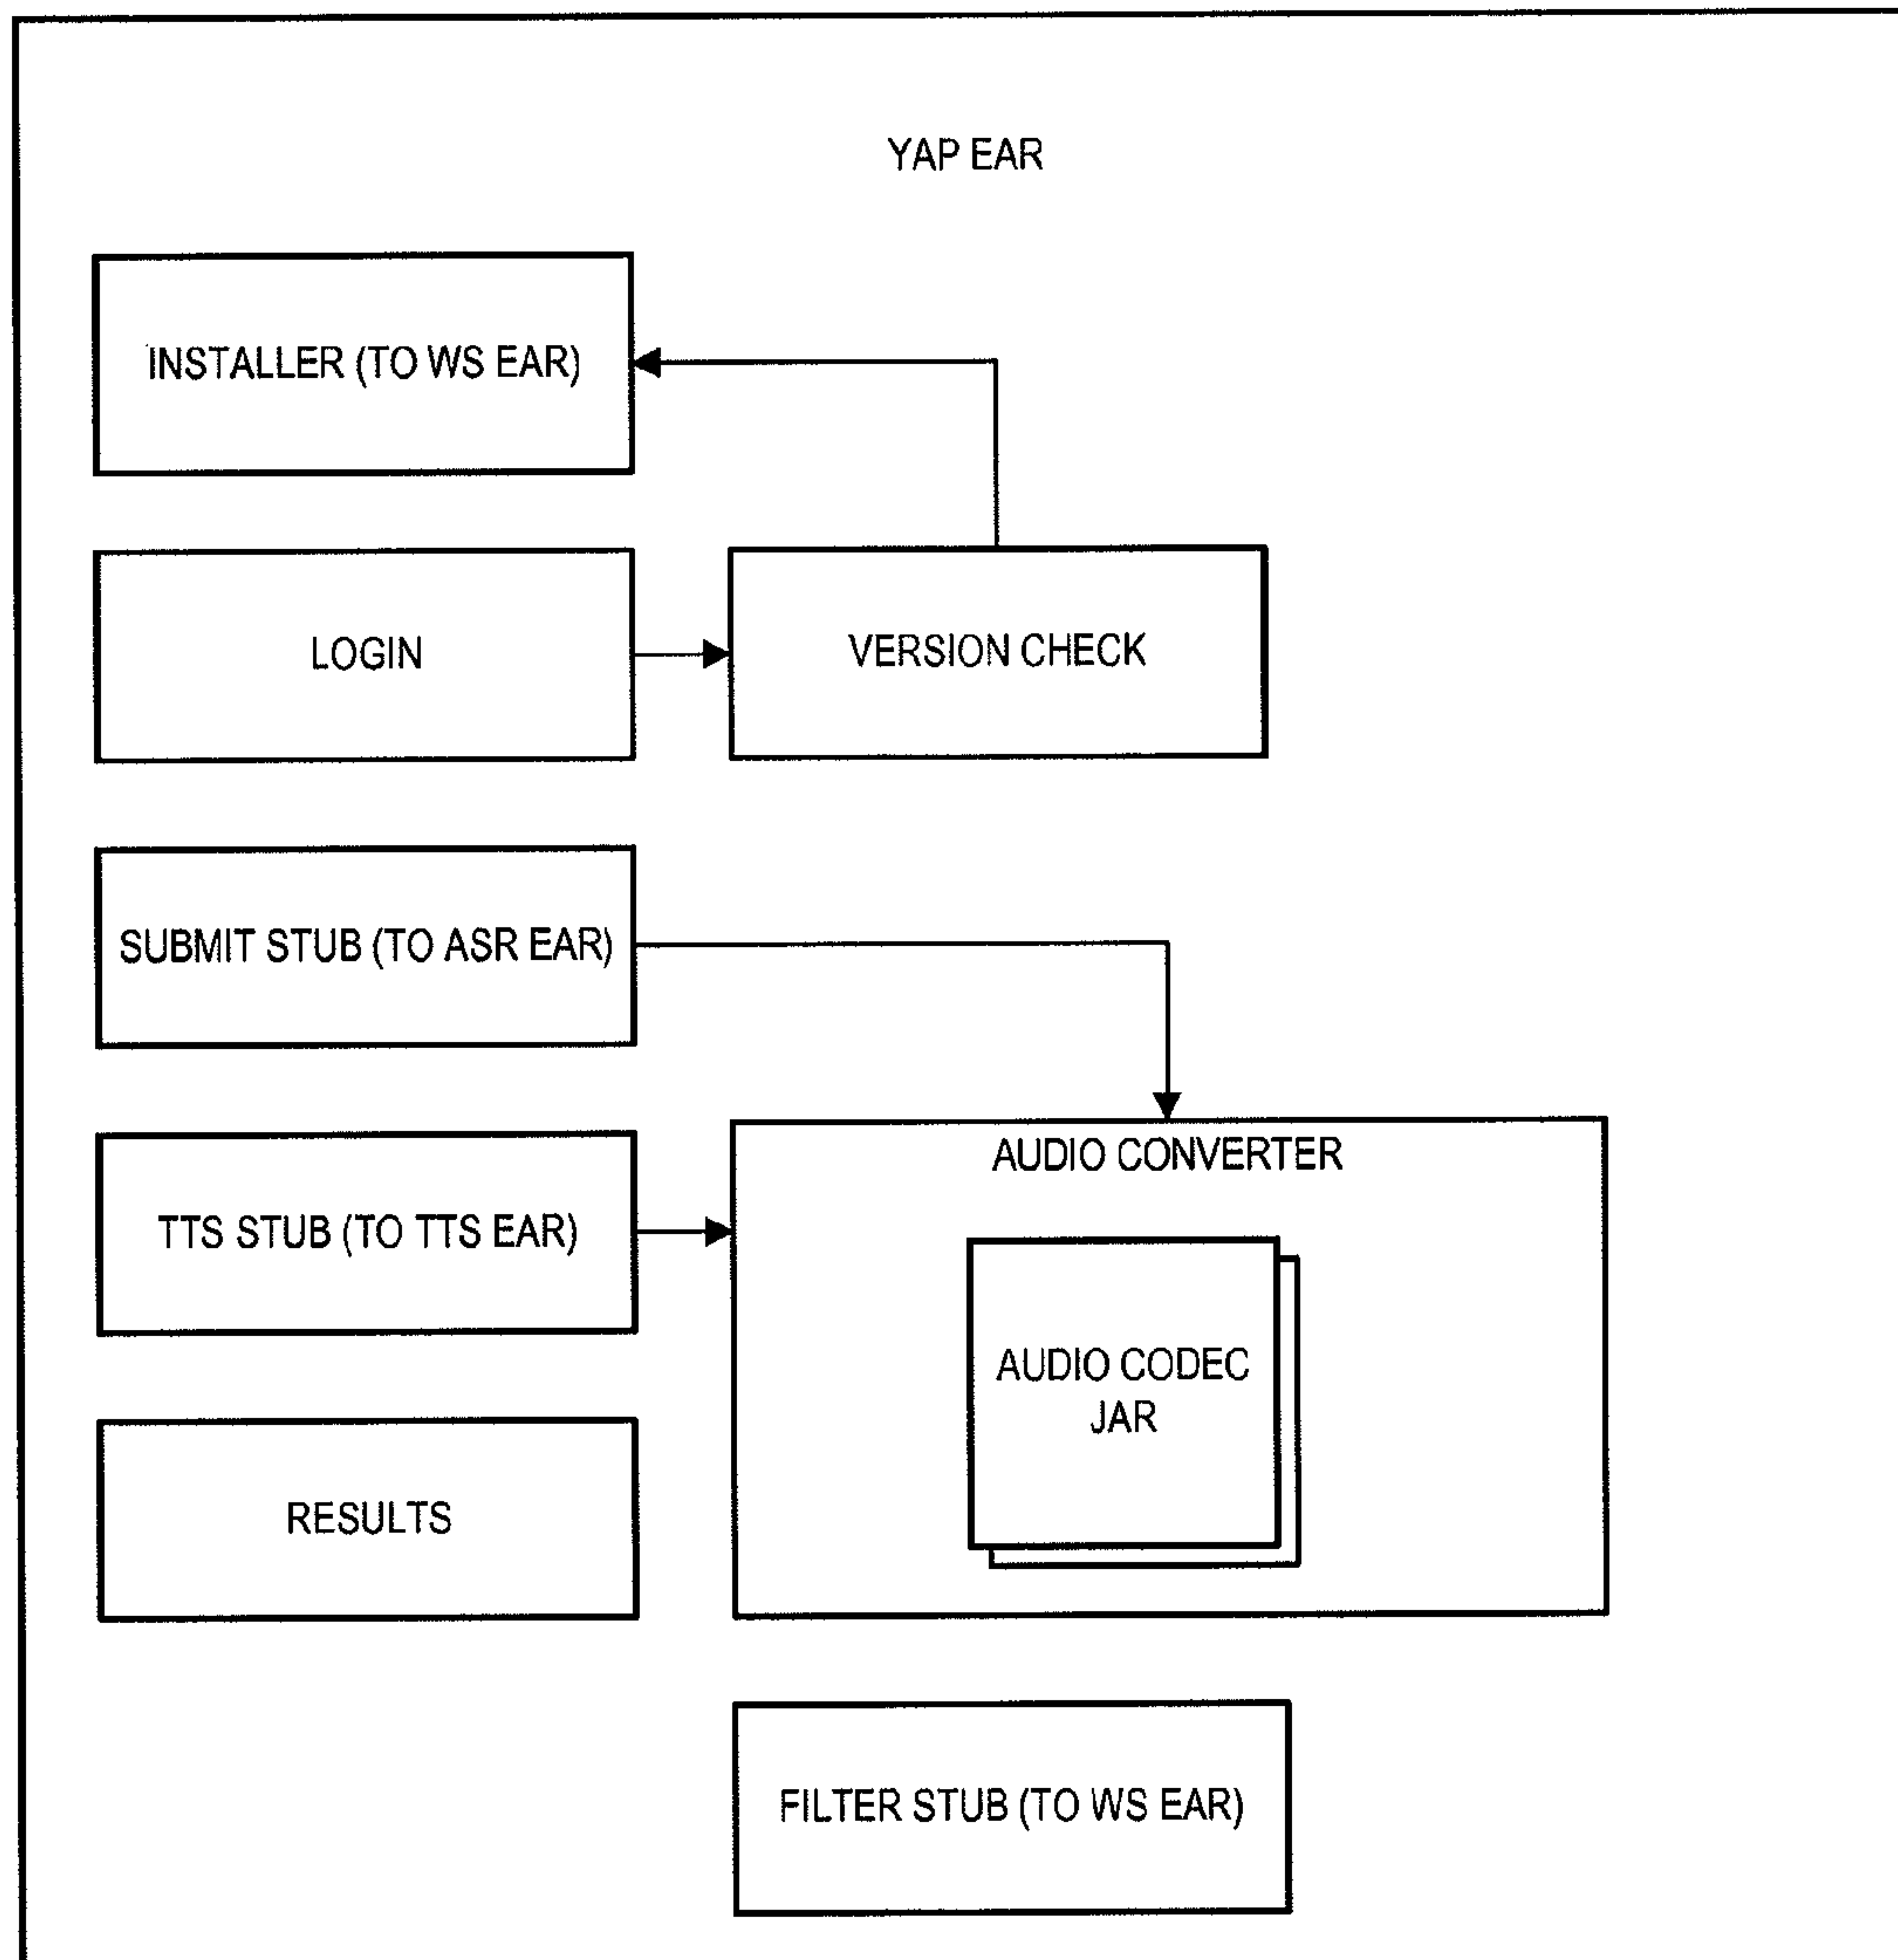 YAP EAR
INSTALLER (TO WS EAR)
LOGIN
VERSION CHECK
SUBMIT STUB (TO ASR EAR)
AUDIO CONVERTER
TTS STUB (TO TTS EAR)
AUDIO CODEC
JAR
RESULTS
FILTER STUB (TO WS EAR)